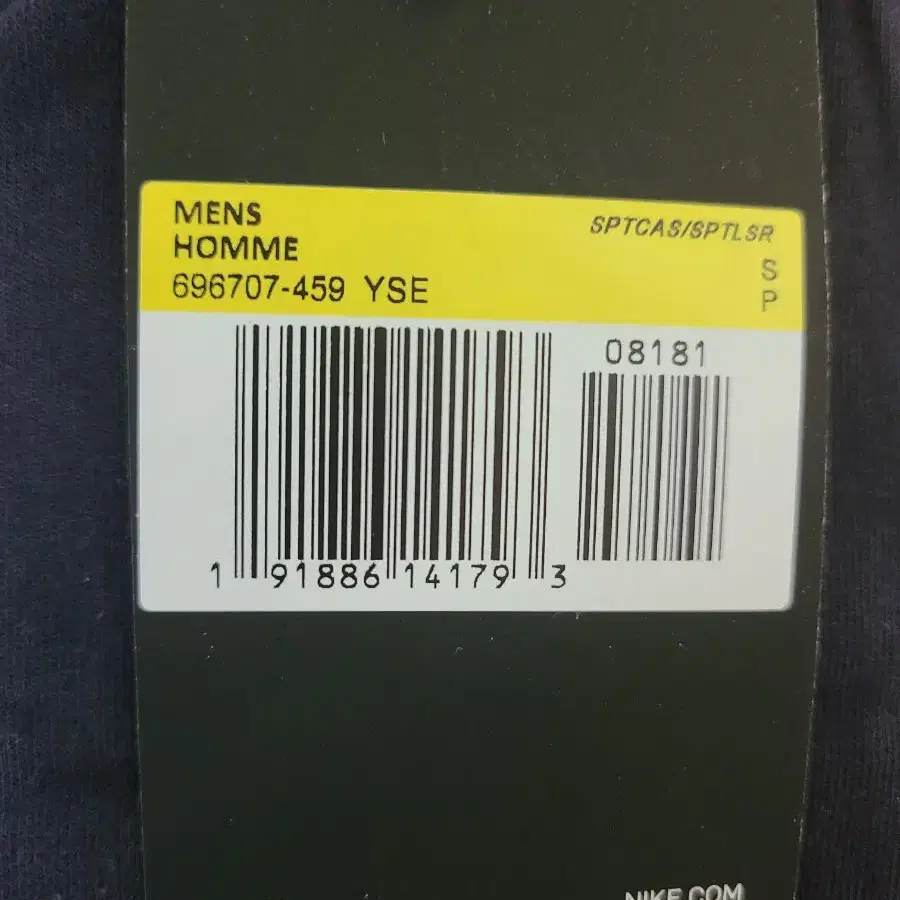 MENS
HOMME
696707-459 YSE
SPTCAS/SPTLSR
S
P
08181
1 91886 14179 3
NIKE.COM